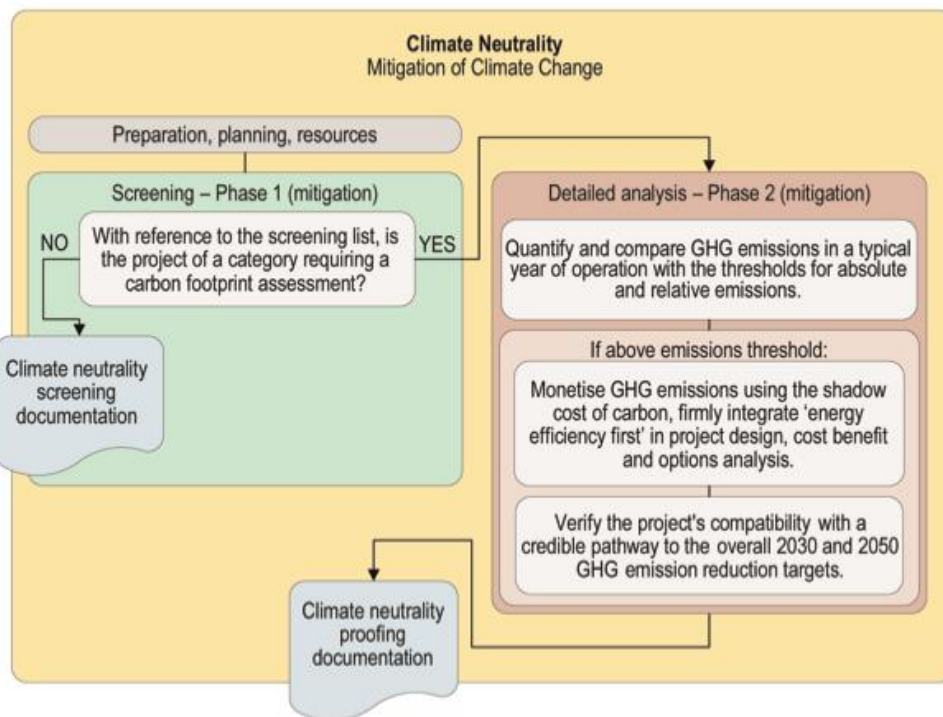 Climate Neutrality
Mitigation of Climate Change
Preparation, planning, resources
Screening – Phase 1 (mitigation)
NO
With reference to the screening list, is
the project of a category requiring a
carbon footprint assessment?
YES
Climate neutrality
screening
documentation
Detailed analysis – Phase 2 (mitigation)
Quantify and compare GHG emissions in a typical
year of operation with the thresholds for absolute
and relative emissions.
If above emissions threshold:
Monetise GHG emissions using the shadow
cost of carbon, firmly integrate ‘energy
efficiency first’ in project design, cost benefit
and options analysis.
Verify the project's compatibility with a
credible pathway to the overall 2030 and 2050
GHG emission reduction targets.
Climate neutrality
proofing
documentation